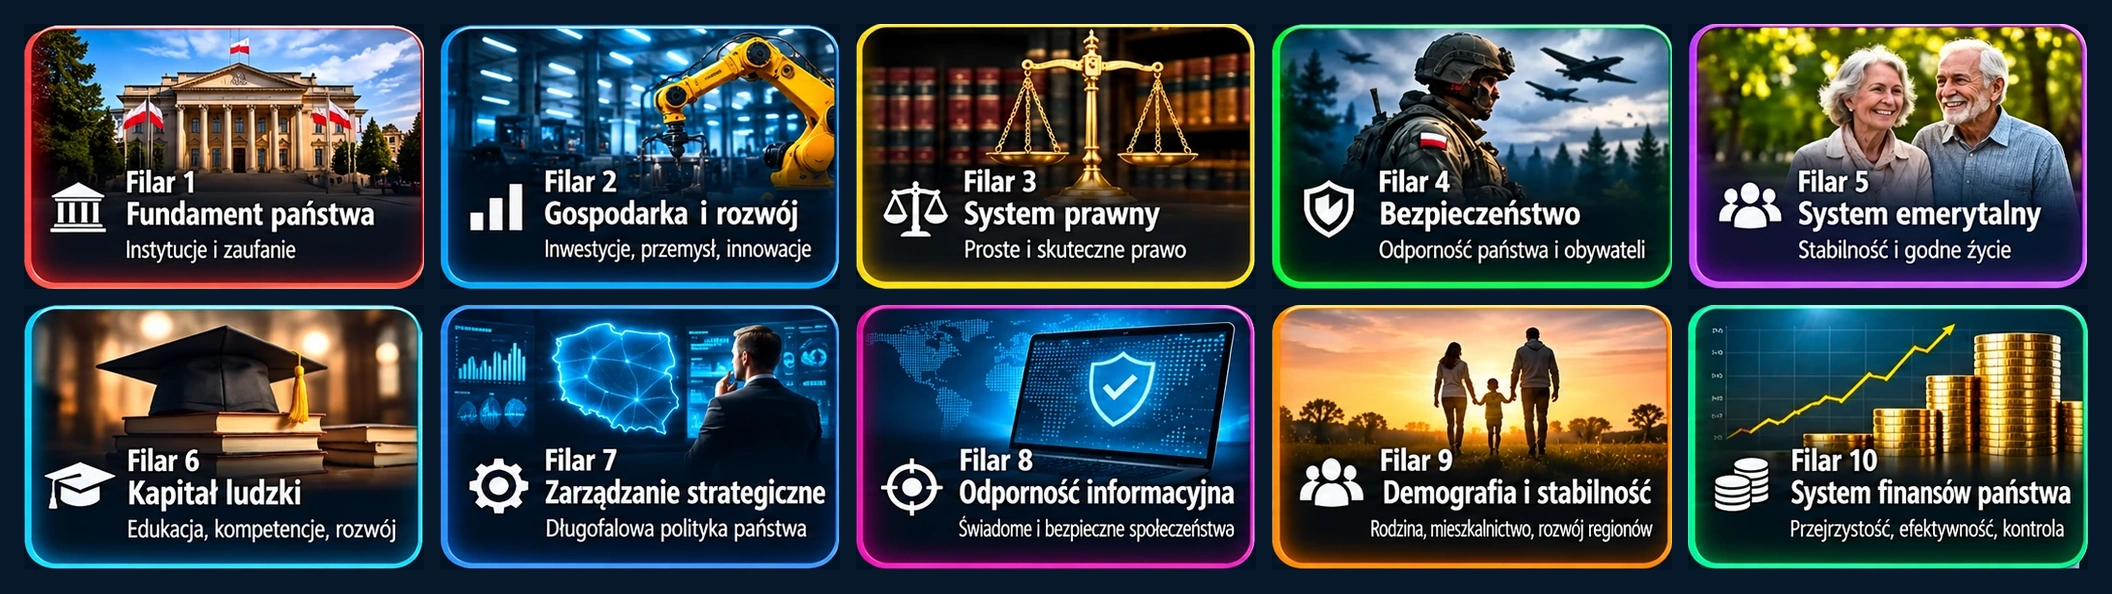 Filar 1
Fundament państwa
Instytucje i zaufanie
Filar 2
Gospodarka i rozwój
Inwestycje, przemysł, innowacje
Filar 3
System prawny
Proste i skuteczne prawo
Filar 4
Bezpieczeństwo
Odporność państwa i obywateli
Filar 5
System emerytalny
Stabilność i godne życie
Filar 6
Kapitał ludzki
Edukacja, kompetencje, rozwój
Filar 7
Zarządzanie strategiczne
Długofalowa polityka państwa
Filar 8
Odporność informacyjna
Świadome i bezpieczne społeczeństwa
Filar 9
Demografia i stabilność
Rodzina, mieszkalnictwo, rozwój regionów
Filar 10
System finansów państwa
Przejrzystość, efektywność, kontrola